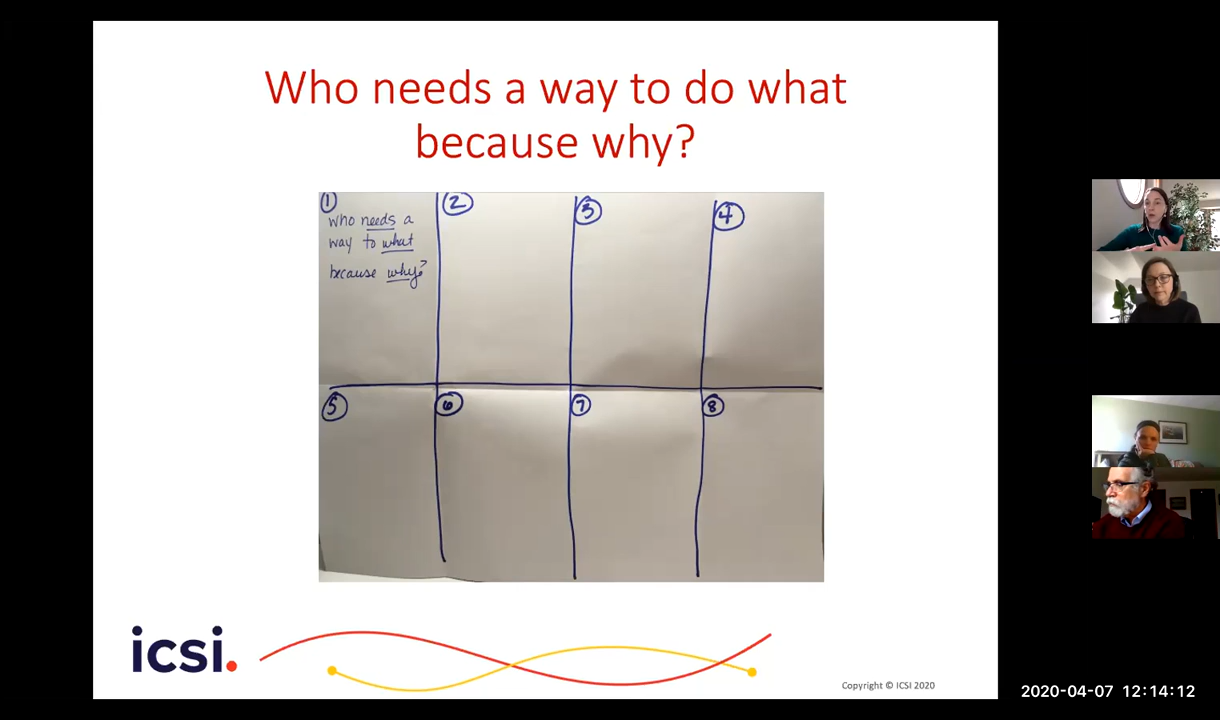 Who needs a way to do what
because why?
① ② ③ ④
who needs a
way to what
because why?
⑤ ⑥ ⑦ ⑧
icsi.
Copyright © ICSI 2020
2020-04-07 12:14:12